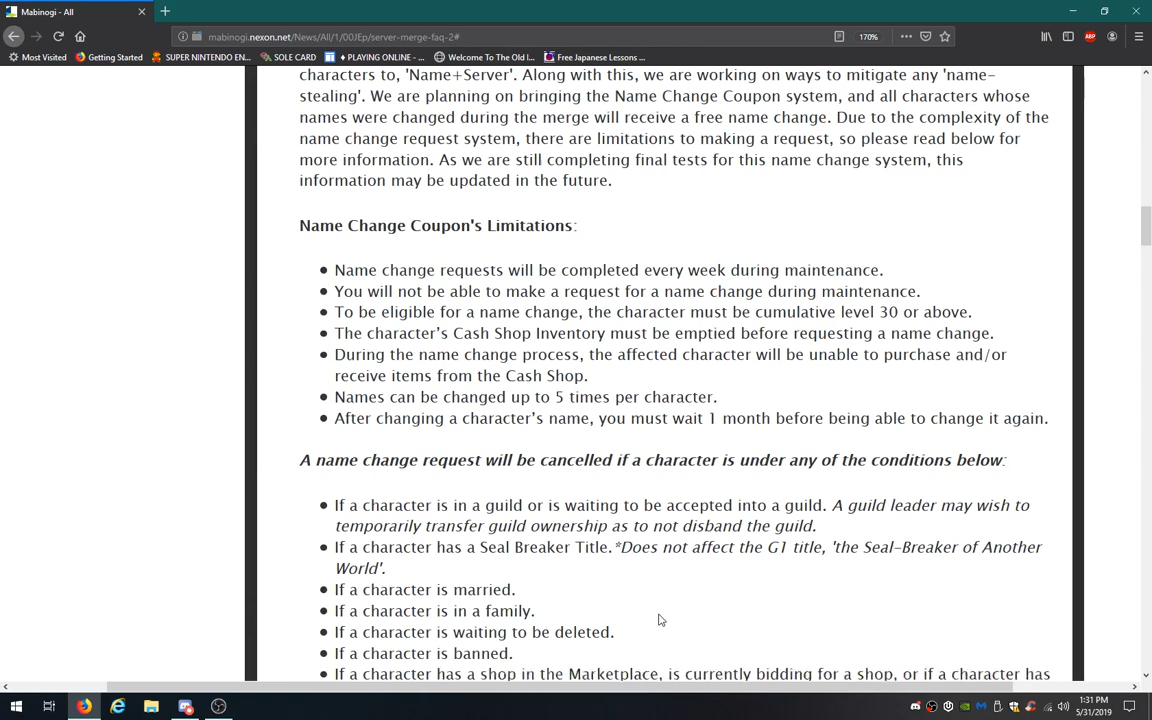 Mabinogi - All
mabinogi.nexon.net/News/All/1/00JEp/server-merge-faq-2#
170%
Most Visited
Getting Started
SUPER NINTENDO EN...
SOLE CARD
♦ PLAYING ONLINE - ...
Welcome To The Old I...
Free Japanese Lessons ...
characters to, 'Name+Server'. Along with this, we are working on ways to mitigate any 'name-
stealing'. We are planning on bringing the Name Change Coupon system, and all characters whose
names were changed during the merge will receive a free name change. Due to the complexity of the
name change request system, there are limitations to making a request, so please read below for
more information. As we are still completing final tests for this name change system, this
information may be updated in the future.
Name Change Coupon's Limitations:
● Name change requests will be completed every week during maintenance.
● You will not be able to make a request for a name change during maintenance.
● To be eligible for a name change, the character must be cumulative level 30 or above.
● The character's Cash Shop Inventory must be emptied before requesting a name change.
● During the name change process, the affected character will be unable to purchase and/or
receive items from the Cash Shop.
● Names can be changed up to 5 times per character.
● After changing a character's name, you must wait 1 month before being able to change it again.
A name change request will be cancelled if a character is under any of the conditions below:
● If a character is in a guild or is waiting to be accepted into a guild. A guild leader may wish to
temporarily transfer guild ownership as to not disband the guild.
● If a character has a Seal Breaker Title.*Does not affect the G1 title, 'the Seal-Breaker of Another
World'.
● If a character is married.
● If a character is in a family.
● If a character is waiting to be deleted.
● If a character is banned.
● If a character has a shop in the Marketplace, is currently bidding for a shop, or if a character has
1:31 PM
5/31/2019